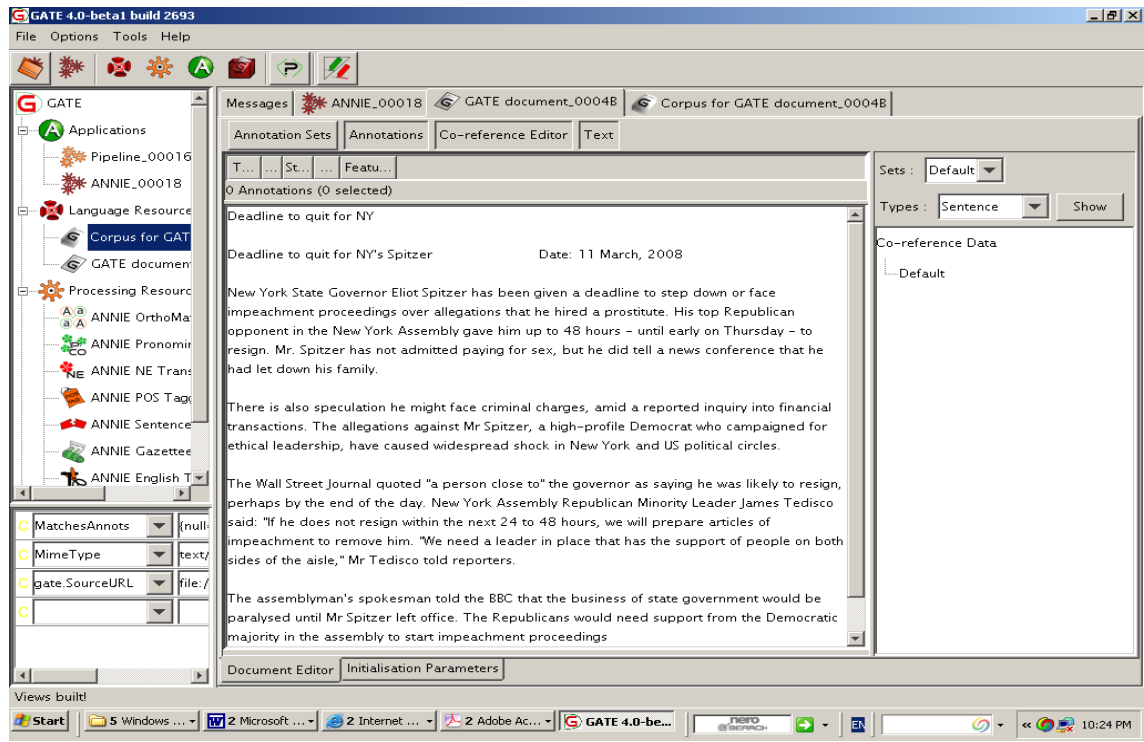 GATE 4.0-beta1 build 2693
File Options Tools Help
GATE
Applications
Pipeline_00016
ANNIE_00018
Language Resource
Corpus for GAT
GATE documen
Processing Resourc
ANNIE OrthoMa
ANNIE Pronomin
ANNIE NE Trans
ANNIE POS Tagg
ANNIE Sentence
ANNIE Gazettee
ANNIE English T
MatchesAnnots {null=
MimeType text/
gate.SourceURL file:/
Messages ANNIE_00018 GATE document_0004B Corpus for GATE document_0004B
Annotation Sets Annotations Co-reference Editor Text
T... ... St... ... Featu...
0 Annotations (0 selected)
Deadline to quit for NY
Deadline to quit for NY's Spitzer Date: 11 March, 2008
New York State Governor Eliot Spitzer has been given a deadline to step down or face
impeachment proceedings over allegations that he hired a prostitute. His top Republican
opponent in the New York Assembly gave him up to 48 hours - until early on Thursday - to
resign. Mr. Spitzer has not admitted paying for sex, but he did tell a news conference that he
had let down his family.
There is also speculation he might face criminal charges, amid a reported inquiry into financial
transactions. The allegations against Mr Spitzer, a high-profile Democrat who campaigned for
ethical leadership, have caused widespread shock in New York and US political circles.
The Wall Street Journal quoted "a person close to" the governor as saying he was likely to resign,
perhaps by the end of the day. New York Assembly Republican Minority Leader James Tedisco
said: "If he does not resign within the next 24 to 48 hours, we will prepare articles of
impeachment to remove him. "We need a leader in place that has the support of people on both
sides of the aisle," Mr Tedisco told reporters.
The assemblyman's spokesman told the BBC that the business of state government would be
paralysed until Mr Spitzer left office. The Republicans would need support from the Democratic
majority in the assembly to start impeachment proceedings
Sets : Default
Types : Sentence Show
Co-reference Data
Default
Document Editor Initialisation Parameters
Views built!
Start 5 Windows ... 2 Microsoft ... 2 Internet ... 2 Adobe Ac... GATE 4.0-be... nero SEARCH EN 10:24 PM